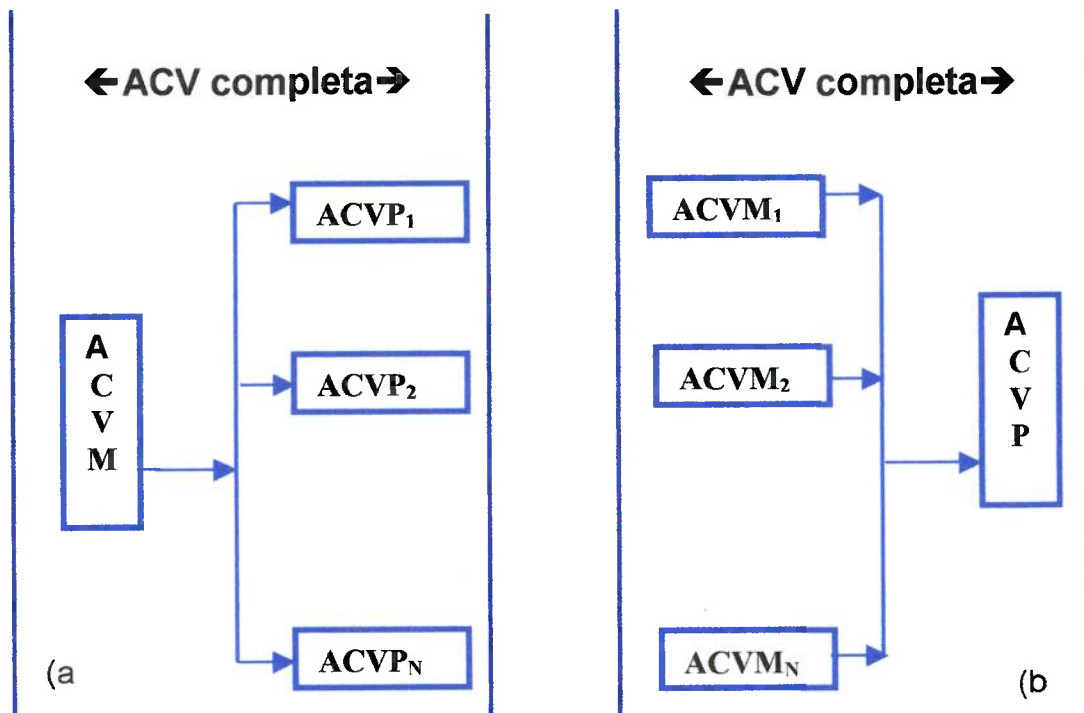 ←ACV completa→
ACVP₁
ACVP₂
ACVPN
A
C
V
M
(a
←ACV completa→
ACVM₁
ACVM₂
ACVMN
A
C
V
P
(b